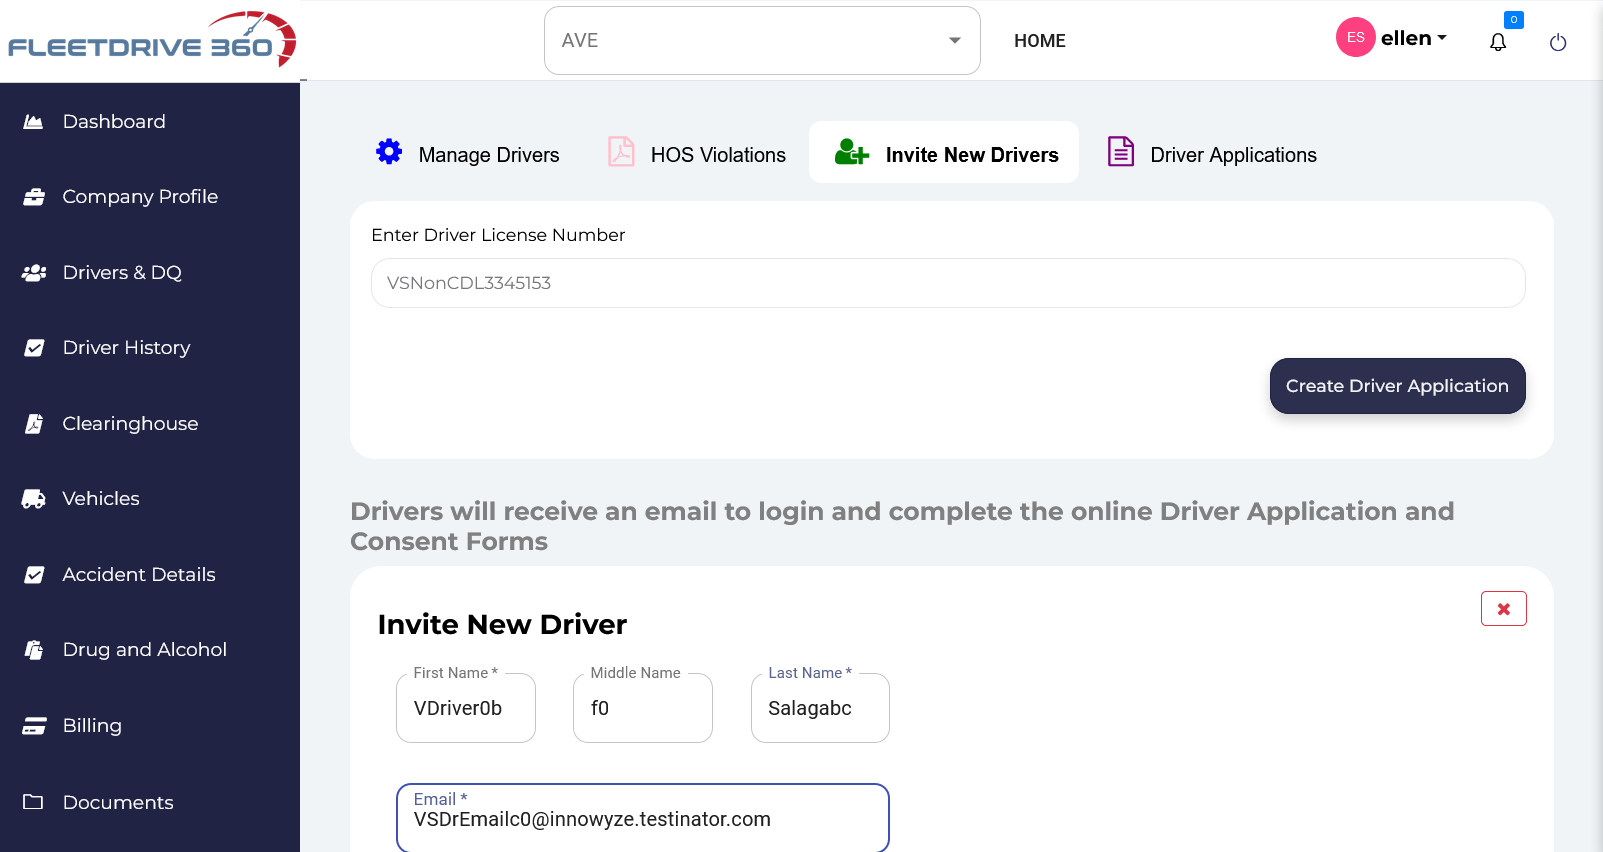 FLEETDRIVE 360
AVE
HOME
ES
ellen
0
Dashboard
Company Profile
Drivers & DQ
Driver History
Clearinghouse
Vehicles
Accident Details
Drug and Alcohol
Billing
Documents
Manage Drivers
HOS Violations
Invite New Drivers
Driver Applications
Enter Driver License Number
VSNonCDL3345153
Create Driver Application
Drivers will receive an email to login and complete the online Driver Application and
Consent Forms
Invite New Driver
First Name *
VDriver0b
Middle Name
f0
Last Name *
Salagabc
Email *
VSDrEmailc0@innowyze.testinator.com